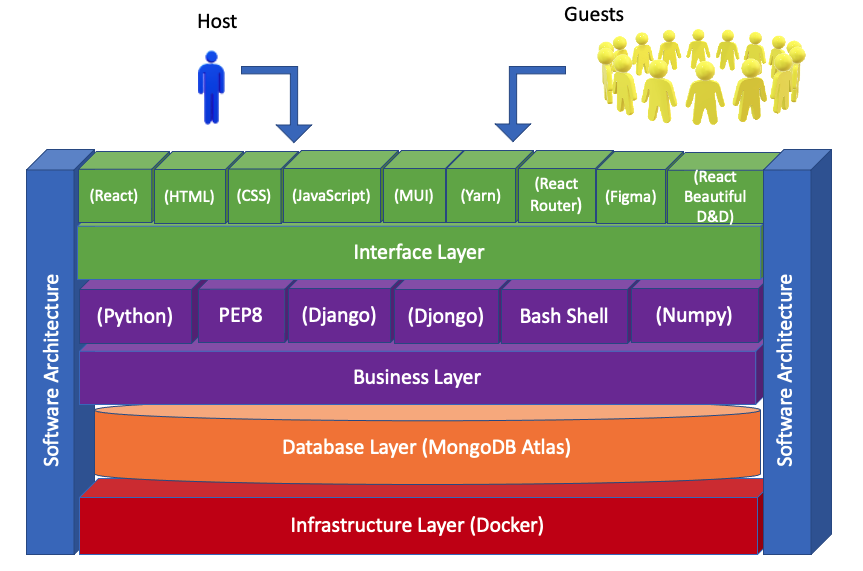 Host
Guests
(React)
(HTML)
(CSS)
(JavaScript)
(MUI)
(Yarn)
(React
Router)
(Figma)
(React
Beautiful
D&D)
Interface Layer
(Python)
PEP8
(Django)
(Djongo)
Bash Shell
(Numpy)
Business Layer
Database Layer (MongoDB Atlas)
Infrastructure Layer (Docker)
Software Architecture
Software Architecture